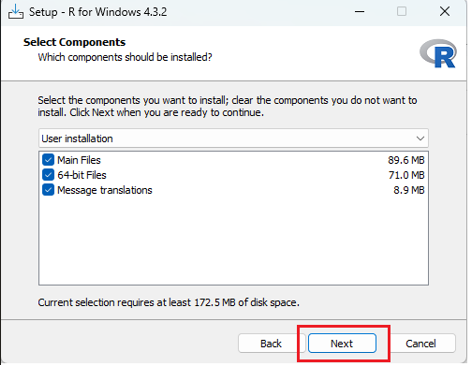 Setup - R for Windows 4.3.2
Select Components
Which components should be installed?
R
Select the components you want to install; clear the components you do not want to
install. Click Next when you are ready to continue.
User installation
Main Files 89.6 MB
64-bit Files 71.0 MB
Message translations 8.9 MB
Current selection requires at least 172.5 MB of disk space.
Back Next Cancel